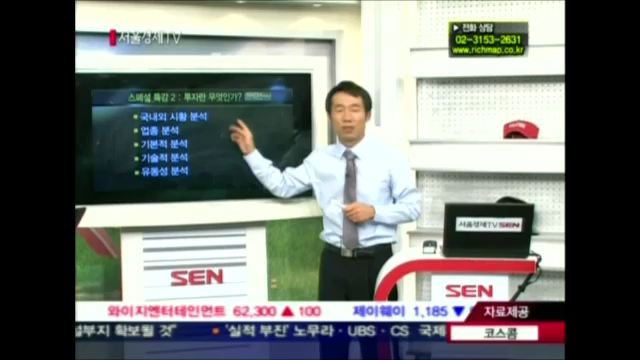 서울경제TV
▶ 전화 상담
02-3153-2631
www.richmap.co.kr
스페셜 특강 2 : 투자란 무엇인가?
국내외 시황 분석
업종 분석
기본적 분석
기술적 분석
유동성 분석
서울경제TV SEN
SEN
SEN
와이지엔터테인먼트 62,300 ▲ 100 제이웨이 1,185 ▼
자료제공
설부지 확보될 것" ▪ '실적 부진' 노무라·UBS·CS 국제
코스콤